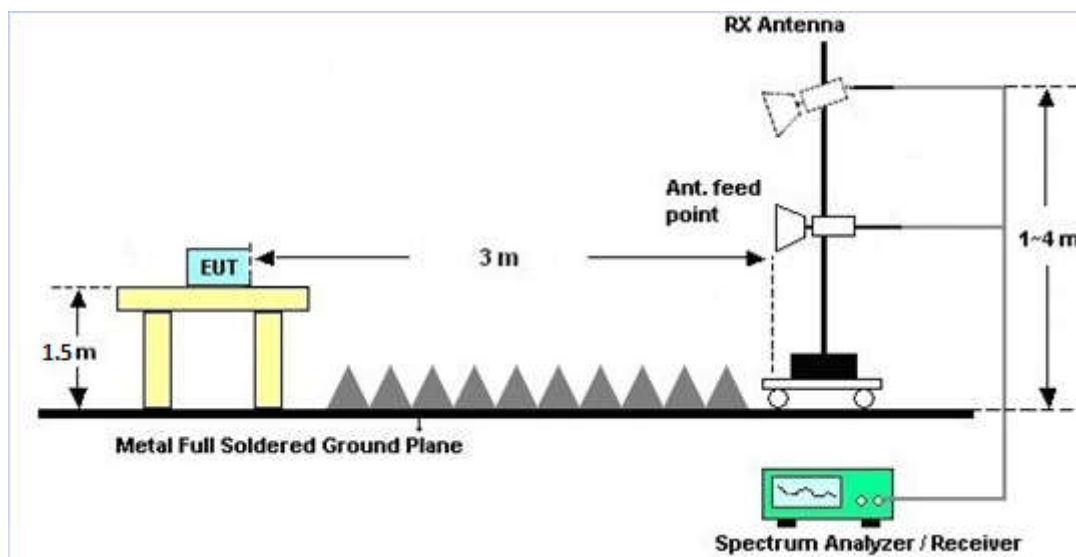 RX Antenna
Ant. feed
point
1~4 m
3 m
EUT
1.5 m
Metal Full Soldered Ground Plane
Spectrum Analyzer / Receiver